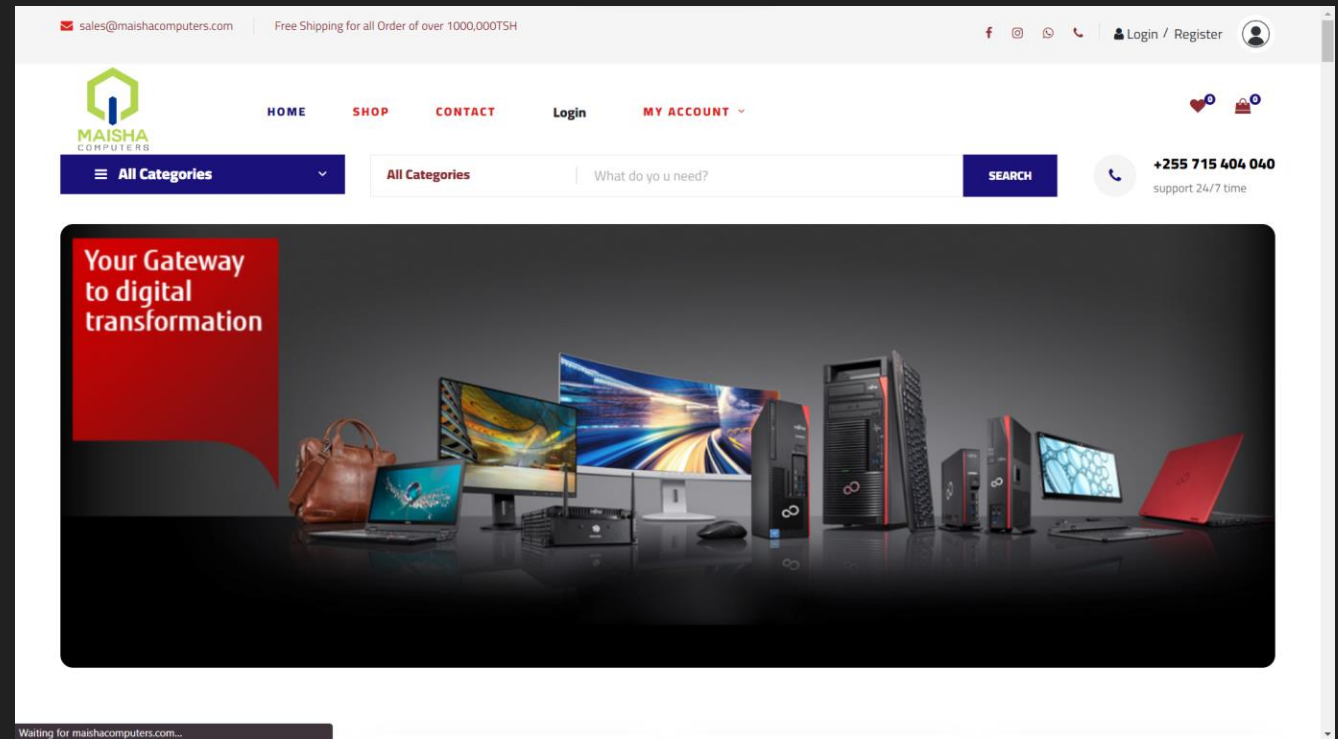 sales@maishacomputers.com
Free Shipping for all Order of over 1000,000TSH
Login / Register
MAISHA
COMPUTERS
HOME
SHOP
CONTACT
Login
MY ACCOUNT
0
0
All Categories
All Categories
What do yo u need?
SEARCH
+255 715 404 040
support 24/7 time
Your Gateway
to digital
transformation
Waiting for maishacomputers.com...